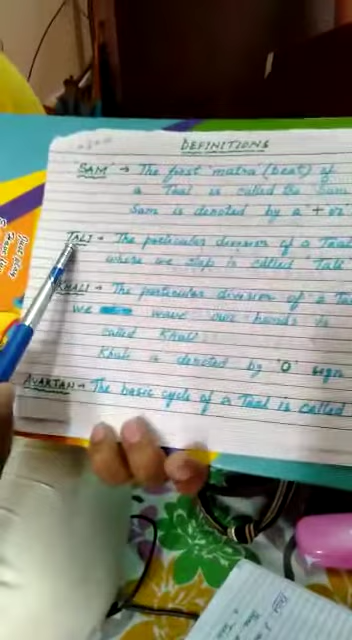 DEFINITIONS
"SAM" → The first matra (beat) of
a Taal is called the Sam
Sam is denoted by a "+ or
TALI → The particular division of a Taal
where we clap is called "Tali
KHALI → The particular division of a Ta
we wave our hands is
called Khali
Khali is denoted by "O" sign
AVARTAN → The basic cycle of a Taal is called